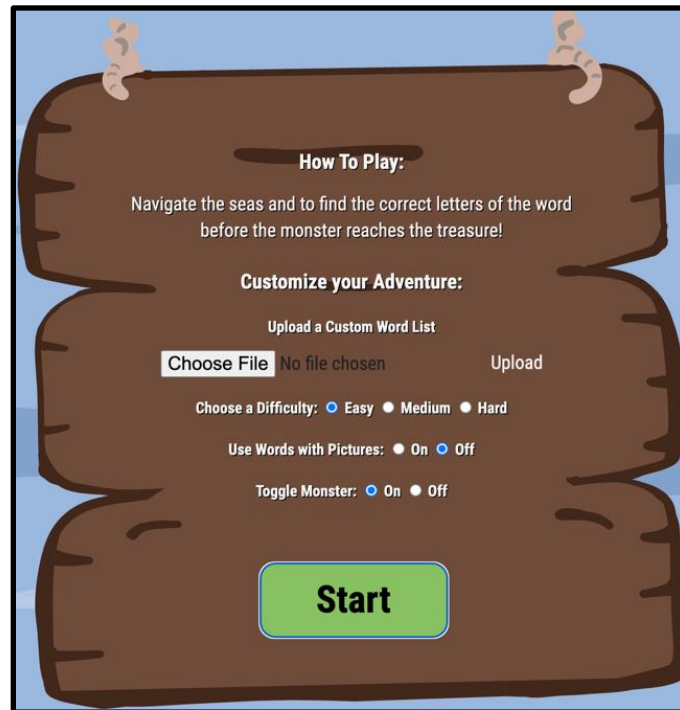 How To Play:
Navigate the seas and to find the correct letters of the word
before the monster reaches the treasure!
Customize your Adventure:
Upload a Custom Word List
Choose File No file chosen Upload
Choose a Difficulty: Easy Medium Hard
Use Words with Pictures: On Off
Toggle Monster: On Off
Start